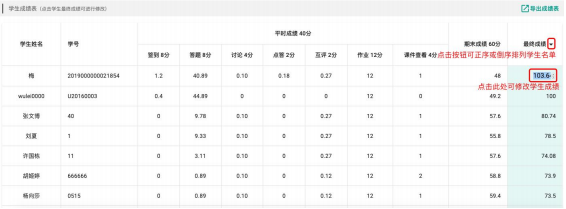 学生成绩表（点击学生最终成绩可进行修改） 导出成绩表
学生姓名 学号 平时成绩 40分 期末成绩 60分 最终成绩
签到 8分 答题 8分 讨论 4分 点答 2分 互评 2分 作业 12分 课件查看 4分
点击按钮可正序或倒序排列学生名单
梅 2019000000021854 1.2 40.89 0.10 0.18 0.27 12 1 48 103.6
点击此处可修改学生成绩
wulei0000 U20160003 0.4 44.89 0 0 0 12 0 49.2 100
张文博 40 0 9.78 0.10 0 0.27 12 1 57.6 80.74
刘夏 1 0 9.33 0.10 0 0.27 12 1 55.8 78.5
许国栋 11 0 3.11 0.10 0 0.27 12 1 57.6 74.08
胡姬婷 666666 0 0.89 0.10 0 0.12 12 2 58.8 73.9
杨向莎 0515 0 0.89 0.10 0 0.12 12 1 59.4 73.5